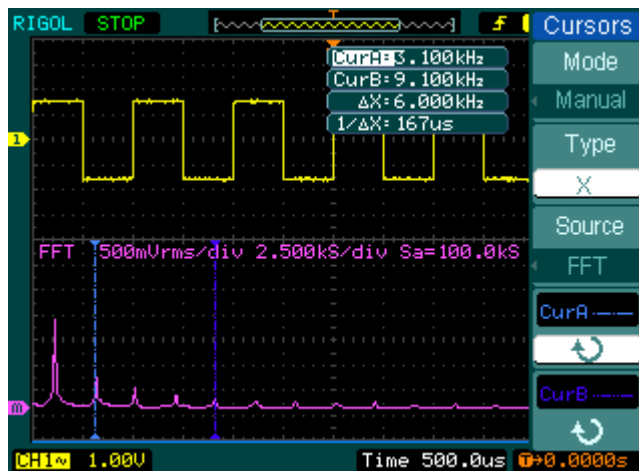 RIGOL STOP
Cursors
CurA=3.100kHz
CurB=9.100kHz
ΔX=6.000kHz
1/ΔX=167us
Mode
Manual
Type
X
Source
FFT
CurA
CurB
1
FFT 500mVrms/div 2.500kS/div Sa=100.0kS
m
CH1~ 1.00V Time 500.0us T→0.0000s